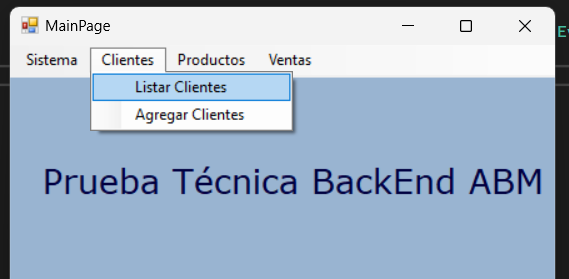 MainPage
Sistema Clientes Productos Ventas
Listar Clientes
Agregar Clientes
Prueba Técnica BackEnd ABM